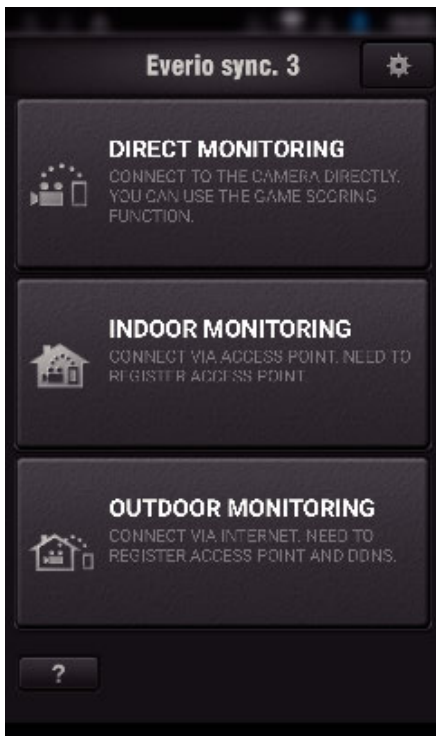 Everio sync. 3
DIRECT MONITORING
CONNECT TO THE CAMERA DIRECTLY.
YOU CAN USE THE GAME SCORING
FUNCTION.
INDOOR MONITORING
CONNECT VIA ACCESS POINT. NEED TO
REGISTER ACCESS POINT.
OUTDOOR MONITORING
CONNECT VIA INTERNET. NEED TO
REGISTER ACCESS POINT AND DDNS.
?